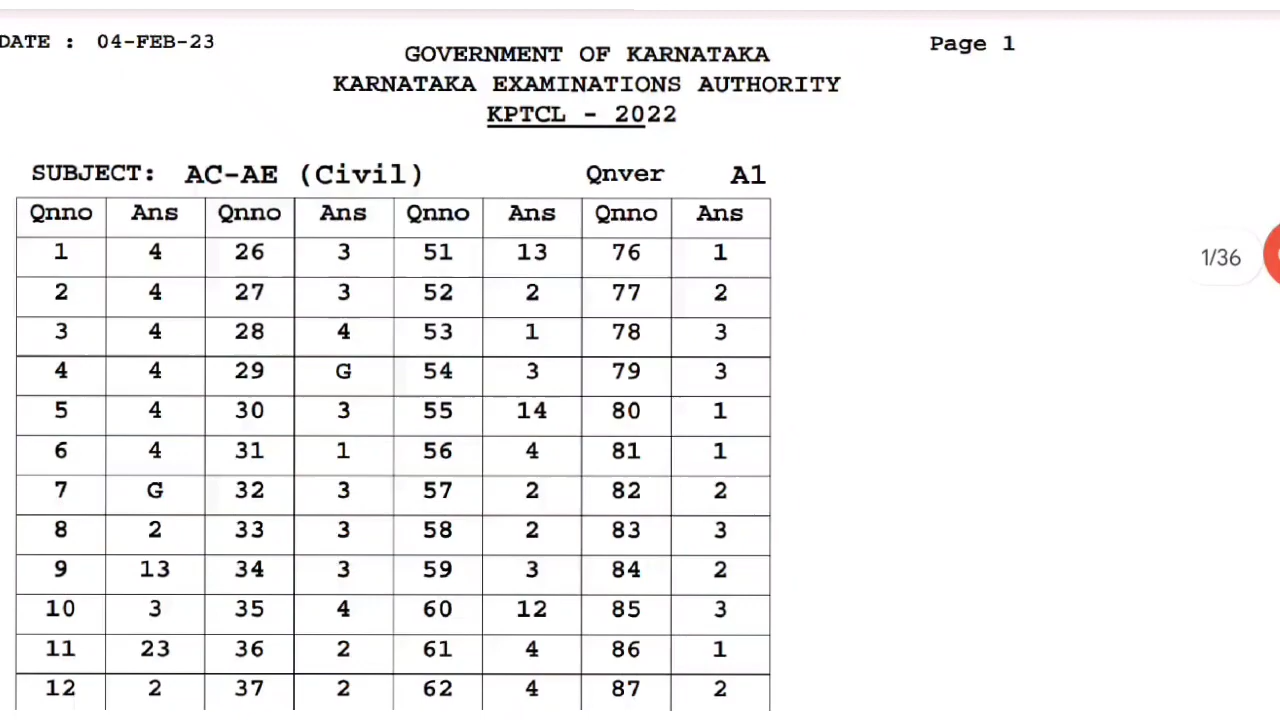 DATE : 04-FEB-23
Page 1
GOVERNMENT OF KARNATAKA
KARNATAKA EXAMINATIONS AUTHORITY
KPTCL - 2022
SUBJECT: AC-AE (Civil) Qnver A1
Qnno Ans Qnno Ans Qnno Ans Qnno Ans
1 4 26 3 51 13 76 1
2 4 27 3 52 2 77 2
3 4 28 4 53 1 78 3
4 4 29 G 54 3 79 3
5 4 30 3 55 14 80 1
6 4 31 1 56 4 81 1
7 G 32 3 57 2 82 2
8 2 33 3 58 2 83 3
9 13 34 3 59 3 84 2
10 3 35 4 60 12 85 3
11 23 36 2 61 4 86 1
12 2 37 2 62 4 87 2
1/36